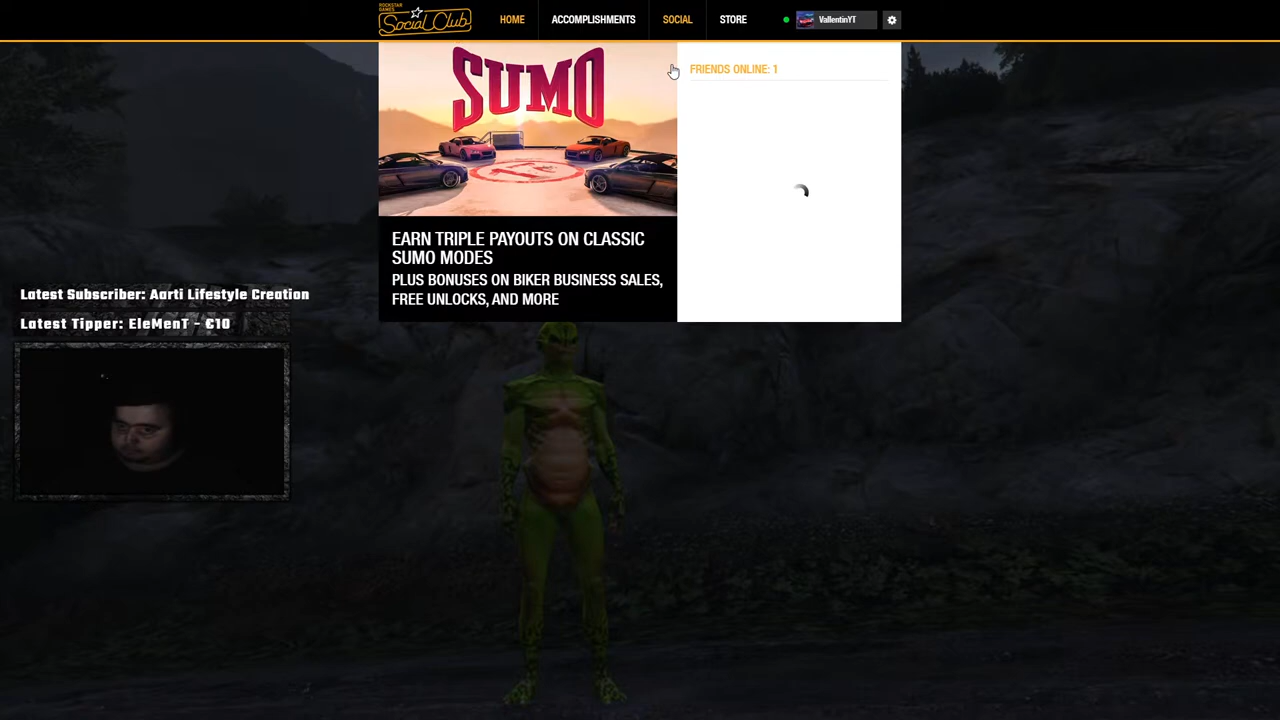 ROCKSTAR
GAMES
Social Club
HOME
ACCOMPLISHMENTS
SOCIAL
STORE
VallentinYT
SUMO
FRIENDS ONLINE: 1
EARN TRIPLE PAYOUTS ON CLASSIC
SUMO MODES
PLUS BONUSES ON BIKER BUSINESS SALES,
FREE UNLOCKS, AND MORE
Latest Subscriber: Aarti Lifestyle Creation
Latest Tipper: EleMenT - €10